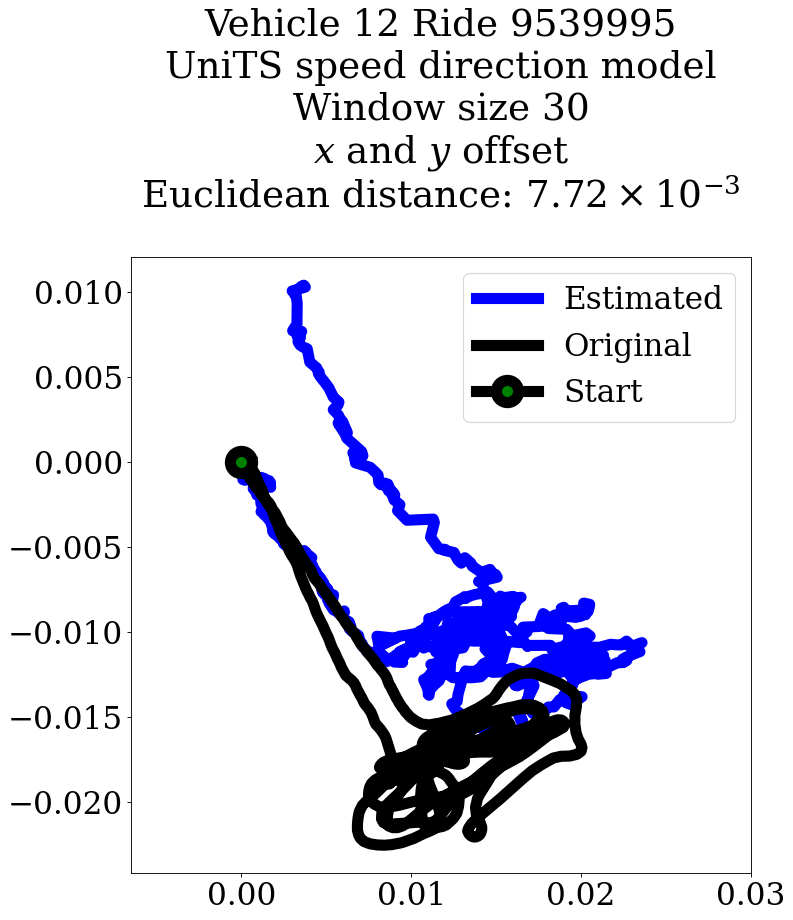 Vehicle 12 Ride 9539995
UniTS speed direction model
Window size 30
x and y offset
Euclidean distance: 7.72 × 10⁻³
Estimated
Original
Start
0.010
0.005
0.000
−0.005
−0.010
−0.015
−0.020
0.00
0.01
0.02
0.03